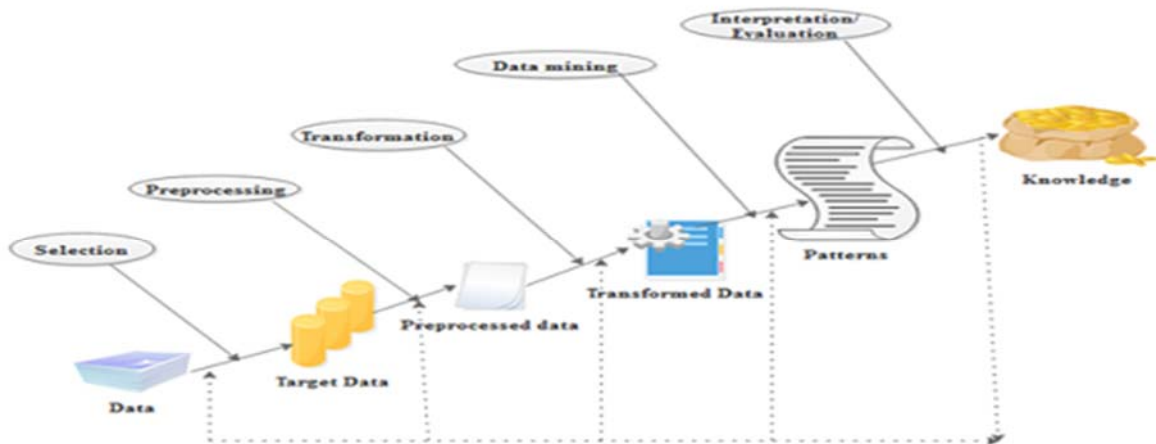 Interpretation/
Evaluation
Data mining
Transformation
Knowledge
Preprocessing
Selection
Patterns
Transformed Data
Preprocessed data
Target Data
Data